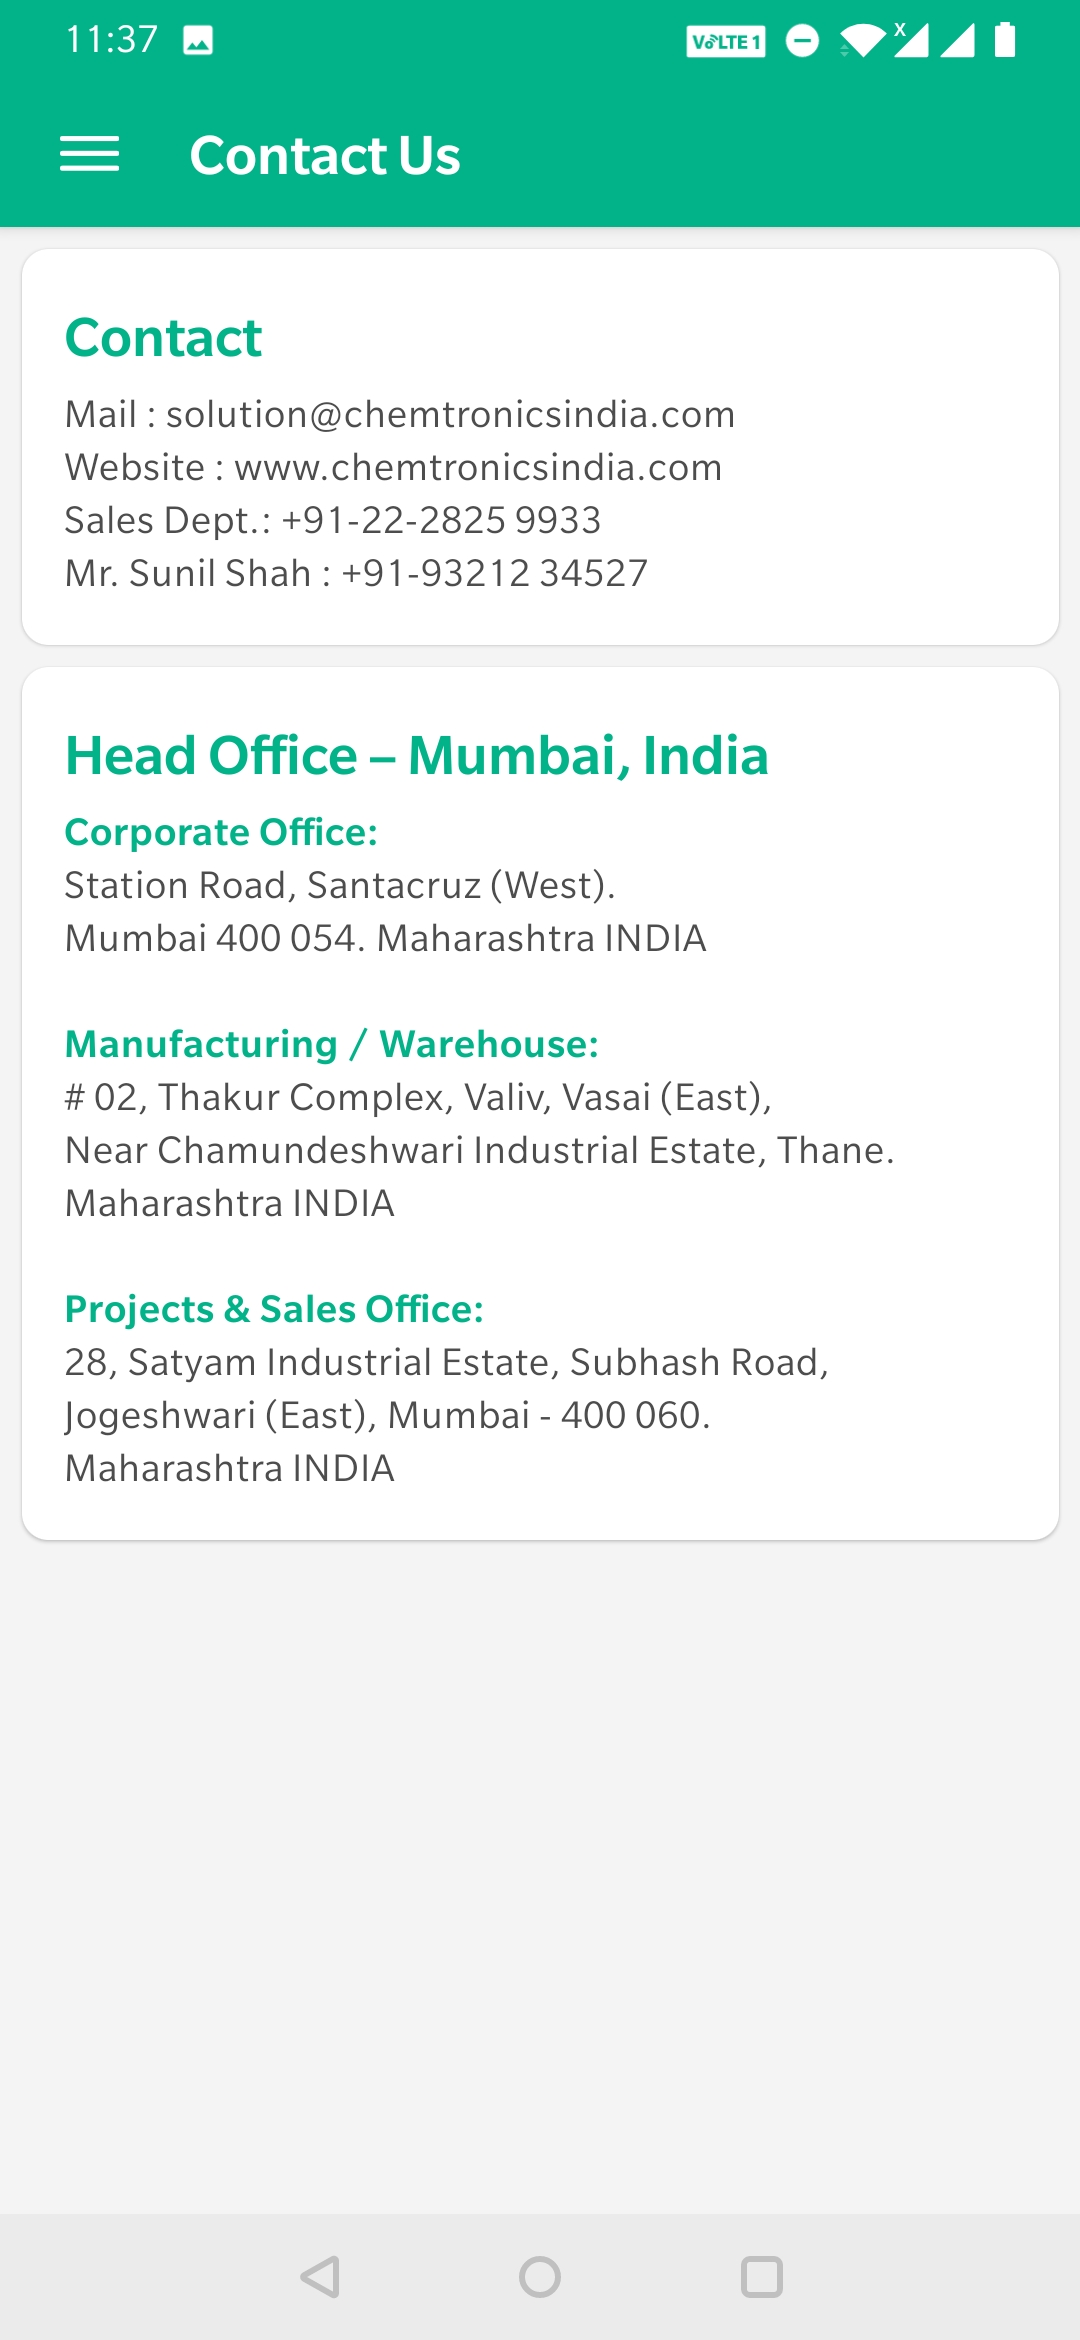 11:37
VoLTE 1
X
Contact Us
Contact
Mail : solution@chemtronicsindia.com
Website : www.chemtronicsindia.com
Sales Dept.: +91-22-2825 9933
Mr. Sunil Shah : +91-93212 34527
Head Office – Mumbai, India
Corporate Office:
Station Road, Santacruz (West).
Mumbai 400 054. Maharashtra INDIA
Manufacturing / Warehouse:
# 02, Thakur Complex, Valiv, Vasai (East),
Near Chamundeshwari Industrial Estate, Thane.
Maharashtra INDIA
Projects & Sales Office:
28, Satyam Industrial Estate, Subhash Road,
Jogeshwari (East), Mumbai - 400 060.
Maharashtra INDIA